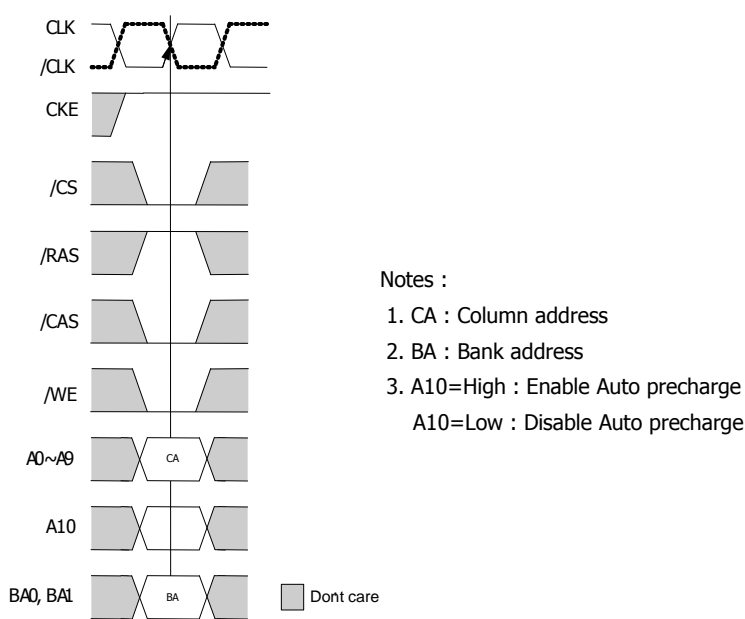 CLK
/CLK
CKE
/CS
/RAS
/CAS
/WE
A0~A9
CA
A10
BA0, BA1
BA
Don't care
Notes :
1. CA : Column address
2. BA : Bank address
3. A10=High : Enable Auto precharge
A10=Low : Disable Auto precharge